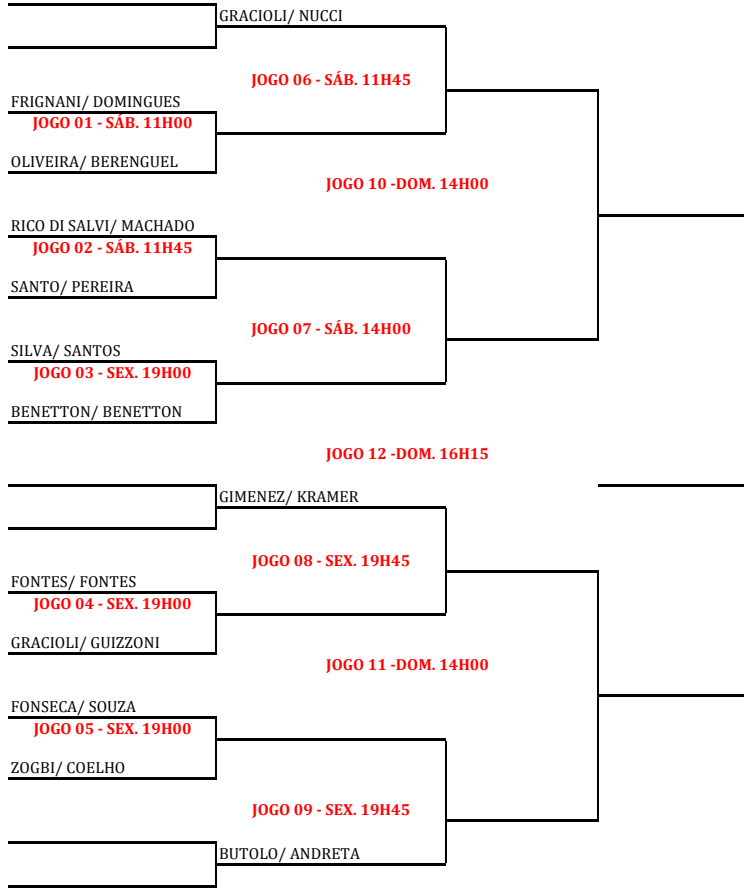 GRACIOLI/ NUCCI
JOGO 06 - SÁB. 11H45
FRIGNANI/ DOMINGUES
JOGO 01 - SÁB. 11H00
OLIVEIRA/ BERENGUEL
JOGO 10 -DOM. 14H00
RICO DI SALVI/ MACHADO
JOGO 02 - SÁB. 11H45
SANTO/ PEREIRA
JOGO 07 - SÁB. 14H00
SILVA/ SANTOS
JOGO 03 - SEX. 19H00
BENETTON/ BENETTON
JOGO 12 -DOM. 16H15
GIMENEZ/ KRAMER
JOGO 08 - SEX. 19H45
FONTES/ FONTES
JOGO 04 - SEX. 19H00
GRACIOLI/ GUIZZONI
JOGO 11 -DOM. 14H00
FONSECA/ SOUZA
JOGO 05 - SEX. 19H00
ZOGBI/ COELHO
JOGO 09 - SEX. 19H45
BUTOLO/ ANDRETA